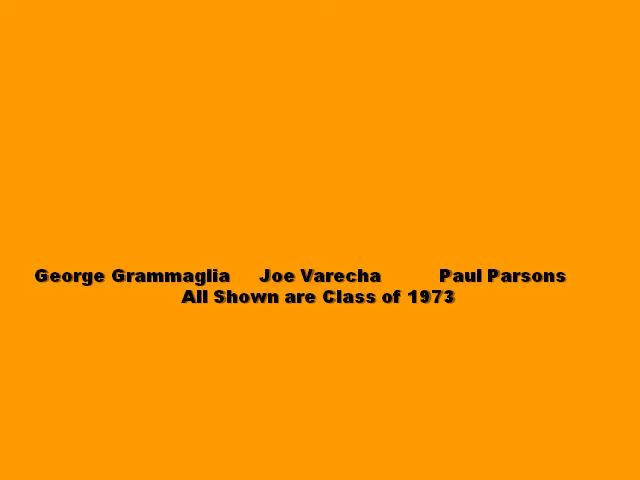 George Grammaglia Joe Varecha Paul Parsons
All Shown are Class of 1973